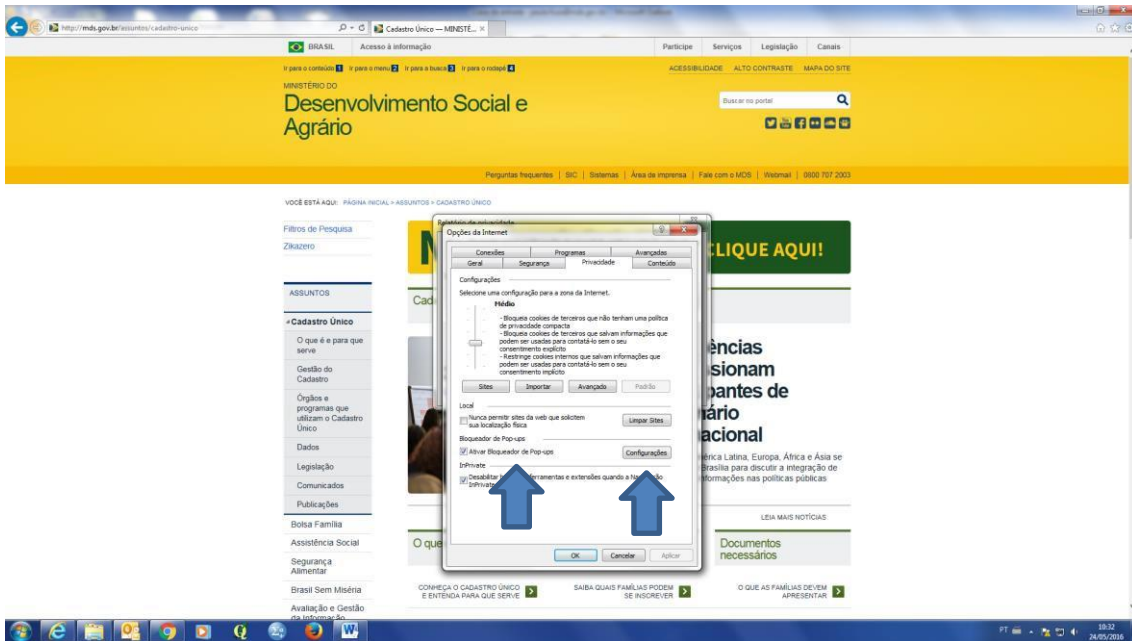 http://mds.gov.br/assuntos/cadastro-unico
Cadastro Único — MINISTÉ...
BRASIL Acesso à informação Participe Serviços Legislação Canais
Ir para o conteúdo 1 Ir para o menu 2 Ir para a busca 3 Ir para o rodapé 4 ACESSIBILIDADE ALTO CONTRASTE MAPA DO SITE
MINISTÉRIO DO
Desenvolvimento Social e
Agrário
Buscar no portal
Perguntas frequentes | SIC | Sistemas | Área de imprensa | Fale com o MDS | Webmail | 0800 707 2003
VOCÊ ESTÁ AQUI: PÁGINA INICIAL > ASSUNTOS > CADASTRO ÚNICO
Filtros de Pesquisa
Zikazero
ASSUNTOS
Cadastro Único
O que é e para que
serve
Gestão do
Cadastro
Órgãos e
programas que
utilizam o Cadastro
Único
Dados
Legislação
Comunicados
Publicações
Bolsa Família
Assistência Social
Segurança
Alimentar
Brasil Sem Miséria
Avaliação e Gestão
da Informação
Relatório de privacidade
Opções da Internet
Conexões Programas Avançadas
Geral Segurança Privacidade Conteúdo
Configurações
Selecione uma configuração para a zona da Internet.
Médio
- Bloqueia cookies de terceiros que não tenham uma política
de privacidade compacta
- Bloqueia cookies de terceiros que salvam informações que
podem ser usadas para contatá-lo sem o seu
consentimento explícito
- Restringe cookies internos que salvam informações que
podem ser usadas para contatá-lo sem o seu
consentimento implícito
Sites Importar Avançado Padrão
Local
Nunca permitir sites da web que solicitem
sua localização física
Limpar Sites
Bloqueador de Pop-ups
Ativar Bloqueador de Pop-ups Configurações
InPrivate
Desabilitar ferramentas e extensões quando a
InPrivate
OK Cancelar Aplicar
CLIQUE AQUI!
Cad
ências
sionam
pantes de
ário
acional
érica Latina, Europa, África e Ásia se
Brasília para discutir a integração de
formações nas políticas públicas
LEIA MAIS NOTÍCIAS
O que
Documentos
necessários
CONHEÇA O CADASTRO ÚNICO
E ENTENDA PARA QUE SERVE
SAIBA QUAIS FAMÍLIAS PODEM
SE INSCREVER
O QUE AS FAMÍLIAS DEVEM
APRESENTAR
PT
10:32
24/05/2016